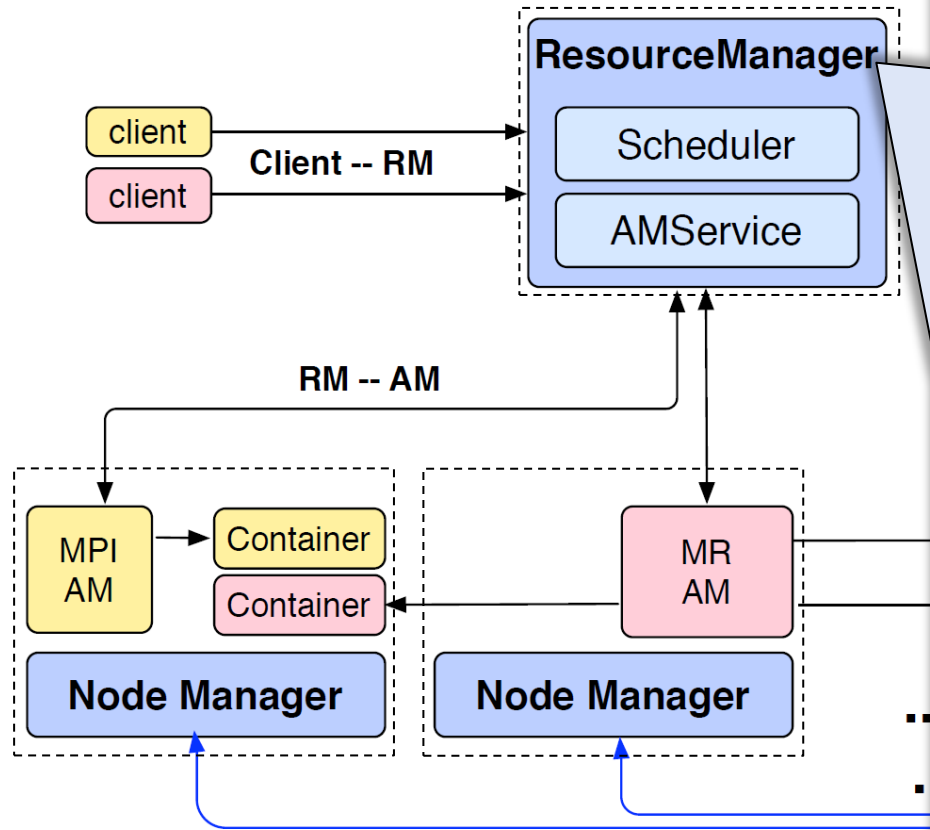 ResourceManager
client
Scheduler
Client -- RM
client
AMService
RM -- AM
MPI
AM
Container
Container
MR
AM
Node Manager
Node Manager
..
.